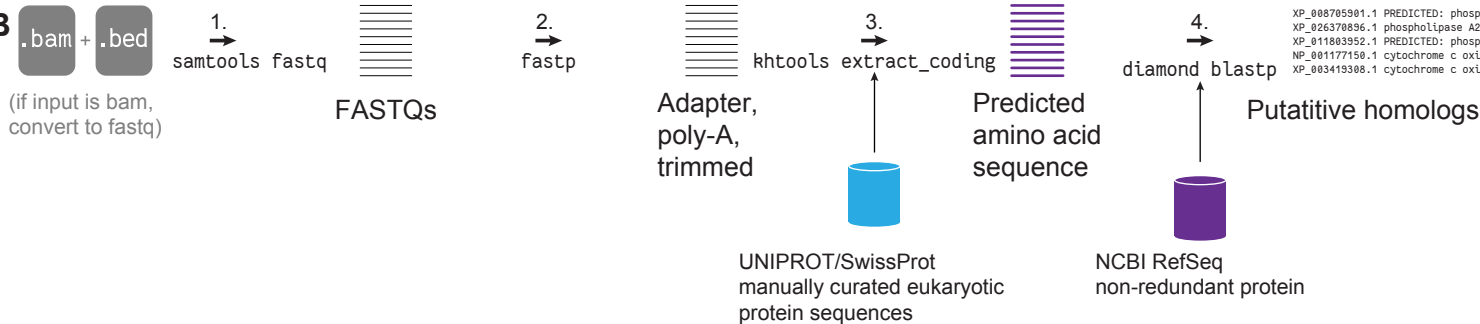 B
.bam + .bed
(if input is bam,
convert to fastq)
1.
samtools fastq
FASTQs
2.
fastp
Adapter,
poly-A,
trimmed
3.
khtools extract_coding
UNIPROT/SwissProt
manually curated eukaryotic
protein sequences
Predicted
amino acid
sequence
4.
diamond blastp
NCBI RefSeq
non-redundant protein
XP_008705901.1 PREDICTED: phosp
XP_026370896.1 phospholipase A2
XP_011803952.1 PREDICTED: phosp
NP_001177150.1 cytochrome c oxi
XP_003419308.1 cytochrome c oxi
Putatitive homologs